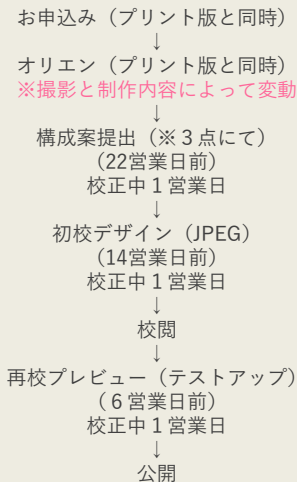 お申込み（プリント版と同時）
↓
オリエン（プリント版と同時）
※撮影と制作内容によって変動
↓
構成案提出（※３点にて）
（22営業日前）
校正中１営業日
↓
初校デザイン（JPEG）
（14営業日前）
校正中１営業日
↓
校閲
↓
再校プレビュー（テストアップ）
（６営業日前）
校正中１営業日
↓
公開